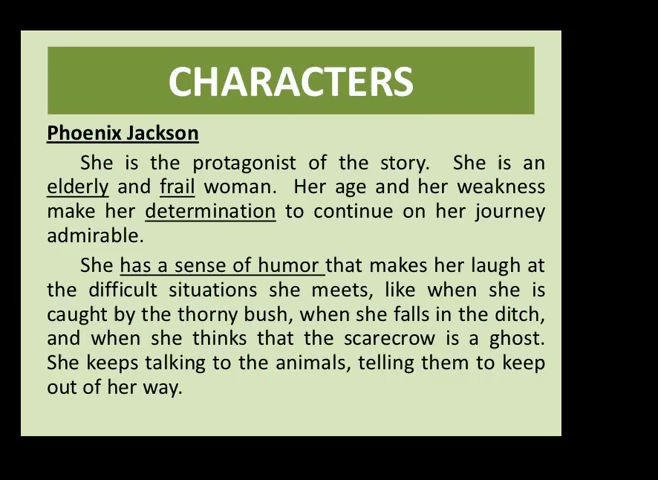 CHARACTERS
Phoenix Jackson
She is the protagonist of the story. She is an
elderly and frail woman. Her age and her weakness
make her determination to continue on her journey
admirable.
She has a sense of humor that makes her laugh at
the difficult situations she meets, like when she is
caught by the thorny bush, when she falls in the ditch,
and when she thinks that the scarecrow is a ghost.
She keeps talking to the animals, telling them to keep
out of her way.